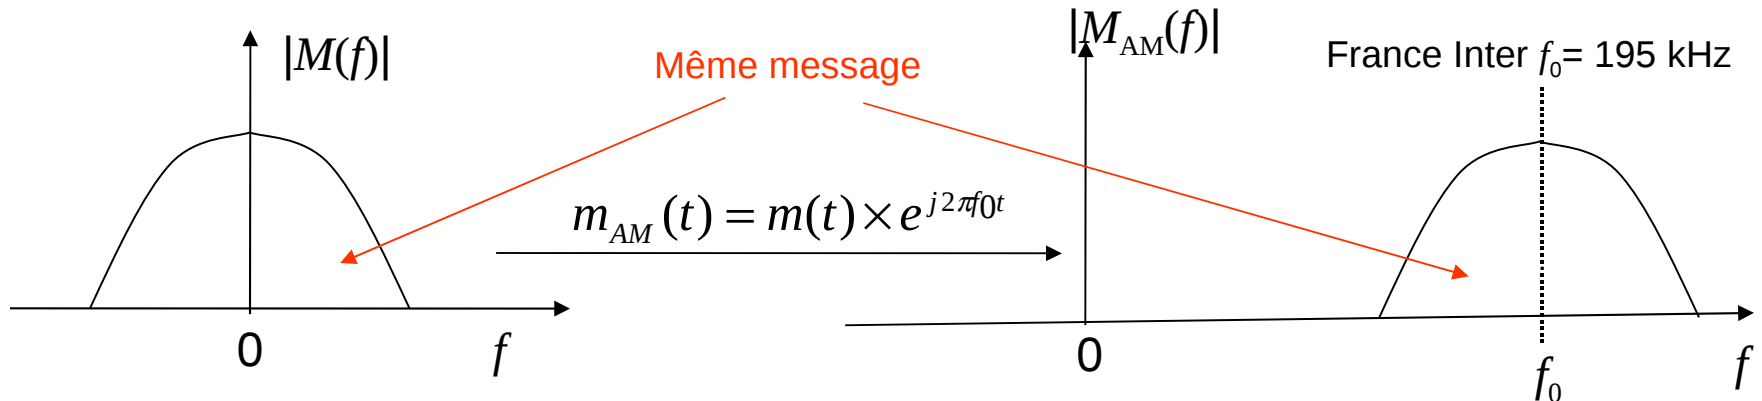 |M(f)|
Même message
|M_AM(f)|
France Inter f_0= 195 kHz
m_AM (t) = m(t) × e^{j2πf0t}
0
f
0
f_0
f